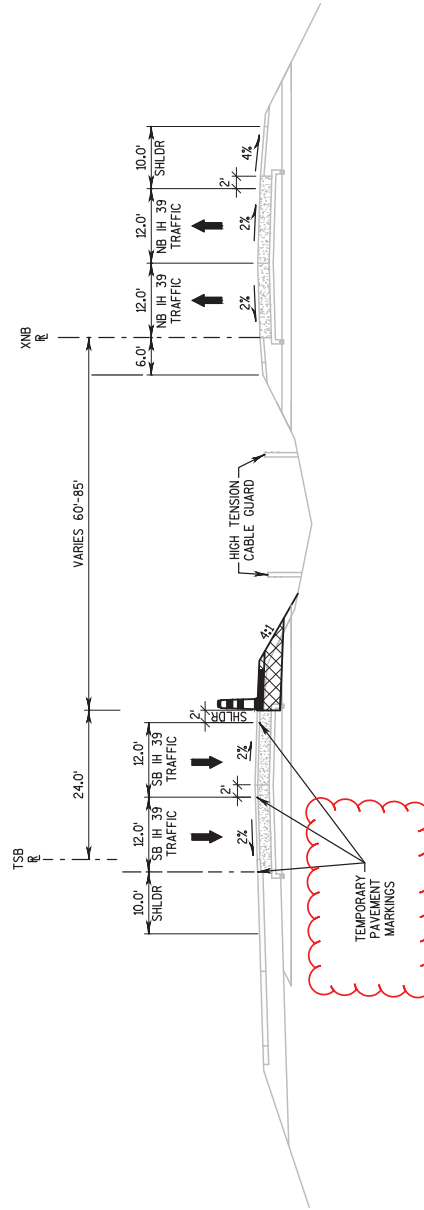 XNB
RL
VARIES 60'-85'
6.0'
12.0'
NB IH 39
TRAFFIC
12.0'
NB IH 39
TRAFFIC
10.0'
SHLDR
2'
2%
2%
4%
HIGH TENSION
CABLE GUARD
4:1
TSB
RL
24.0'
10.0'
SHLDR
12.0'
SB IH 39
TRAFFIC
12.0'
SB IH 39
TRAFFIC
2'
SHLDR
2'
2%
2%
TEMPORARY
PAVEMENT
MARKINGS